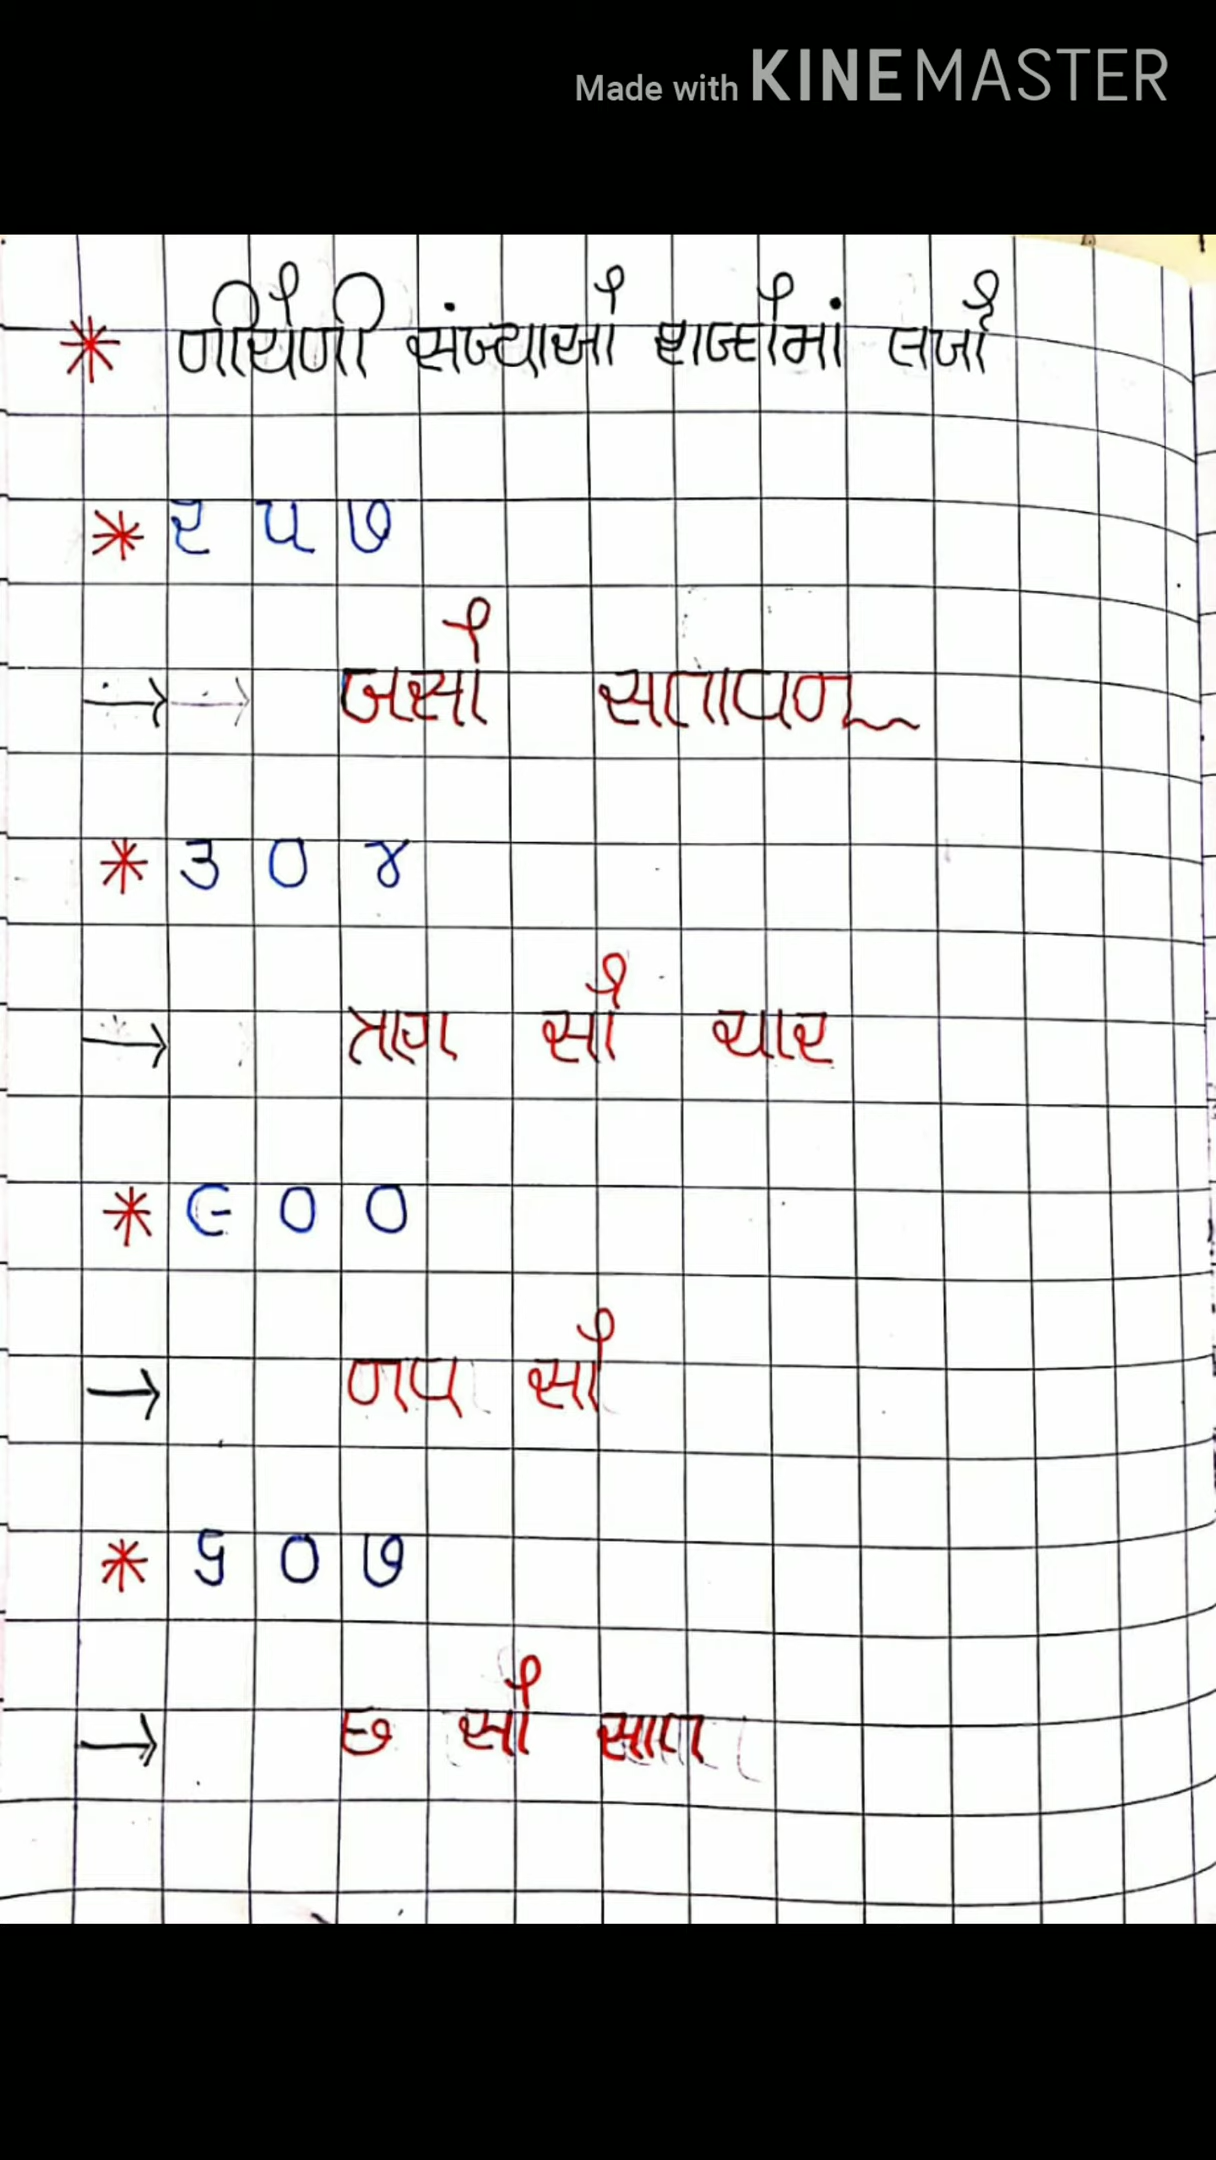 Made with KINEMASTER
* નીચેની સંખ્યાઓ શબ્દોમાં લખો
* ૨ ૫ ૭
→ → બસો સતાવન
* ૩ ૦ ૪
→ ત્રણ સો ચાર
* ૯ ૦ ૦
→ નવ સો
* ૬ ૦ ૭
→ છ સો સાત